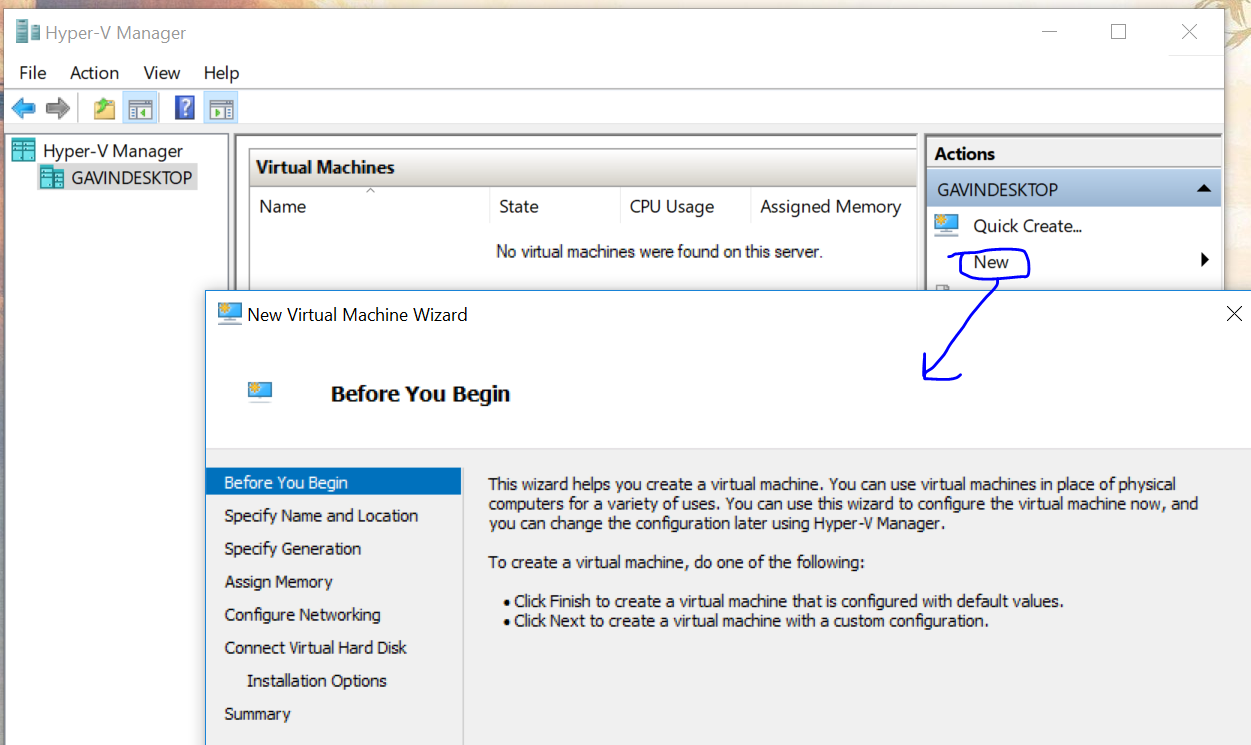 Hyper-V Manager
File Action View Help
Hyper-V Manager
GAVINDESKTOP
Virtual Machines
Name State CPU Usage Assigned Memory
No virtual machines were found on this server.
Actions
GAVINDESKTOP
Quick Create...
New
New Virtual Machine Wizard
Before You Begin
Before You Begin
Specify Name and Location
Specify Generation
Assign Memory
Configure Networking
Connect Virtual Hard Disk
Installation Options
Summary
This wizard helps you create a virtual machine. You can use virtual machines in place of physical
computers for a variety of uses. You can use this wizard to configure the virtual machine now, and
you can change the configuration later using Hyper-V Manager.
To create a virtual machine, do one of the following:
• Click Finish to create a virtual machine that is configured with default values.
• Click Next to create a virtual machine with a custom configuration.